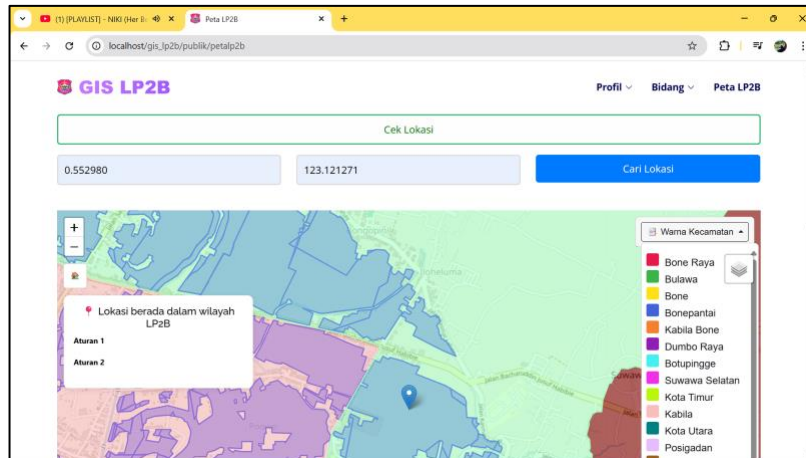 (1) [PLAYLIST] - NIKI (Her B
Peta LP2B
localhost/gis_lp2b/publik/petalp2b
GIS LP2B
Profil
Bidang
Peta LP2B
Cek Lokasi
0.552980
123.121271
Cari Lokasi
+
−
Lokasi berada dalam wilayah
LP2B
Aturan 1
Aturan 2
Warna Kecamatan
Bone Raya
Bulawa
Bone
Bonepantai
Kabila Bone
Dumbo Raya
Botupingge
Suwawa Selatan
Kota Timur
Kabila
Kota Utara
Posigadan